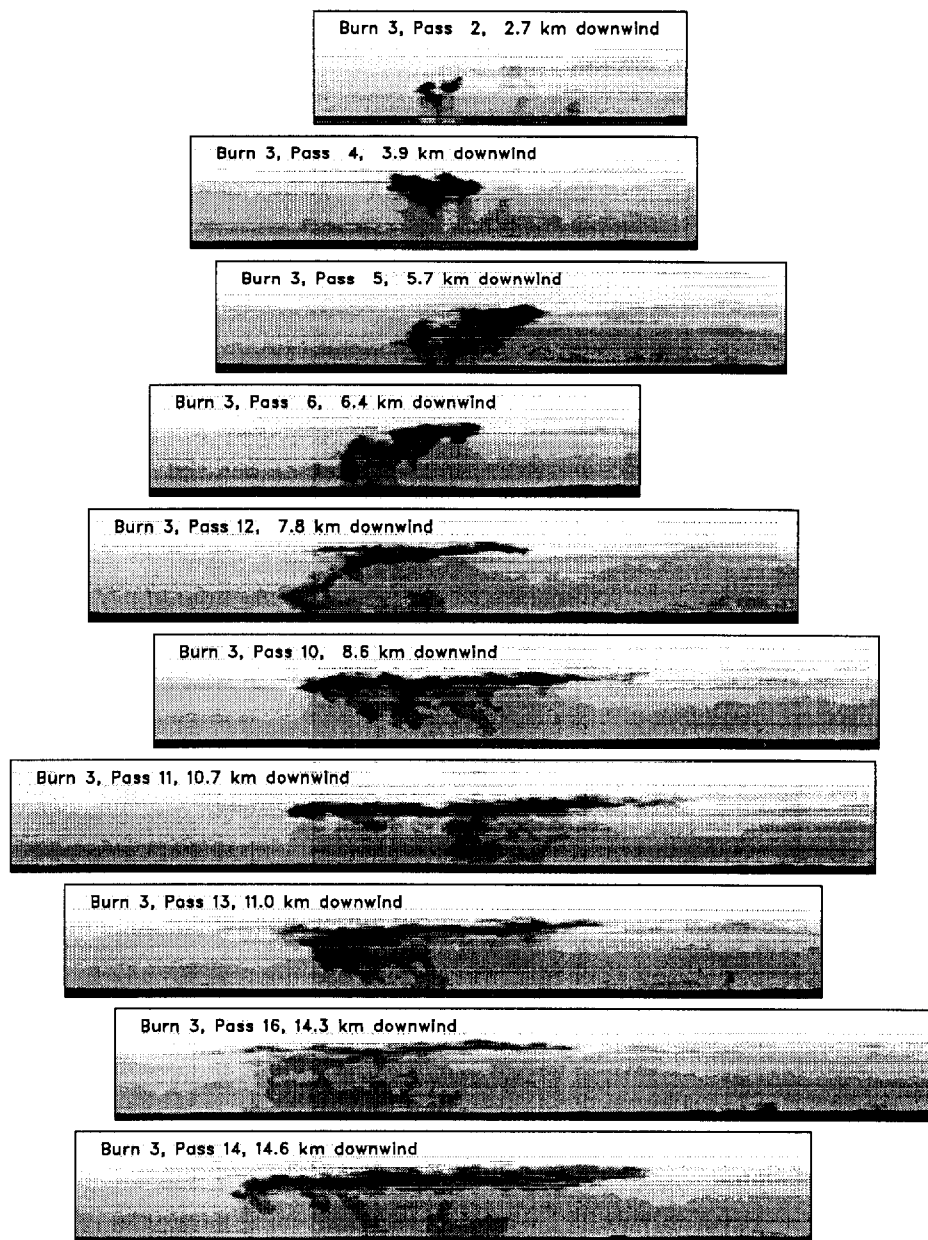 Burn 3, Pass 2, 2.7 km downwind
Burn 3, Pass 4, 3.9 km downwind
Burn 3, Pass 5, 5.7 km downwind
Burn 3, Pass 6, 6.4 km downwind
Burn 3, Pass 12, 7.8 km downwind
Burn 3, Pass 10, 8.6 km downwind
Burn 3, Pass 11, 10.7 km downwind
Burn 3, Pass 13, 11.0 km downwind
Burn 3, Pass 16, 14.3 km downwind
Burn 3, Pass 14, 14.6 km downwind